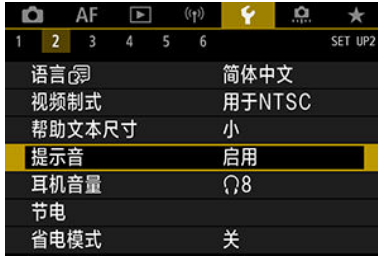 AF
1 2 3 4 5 6 SET UP2
语言 简体中文
视频制式 用于NTSC
帮助文本尺寸 小
提示音 启用
耳机音量 8
节电
省电模式 关